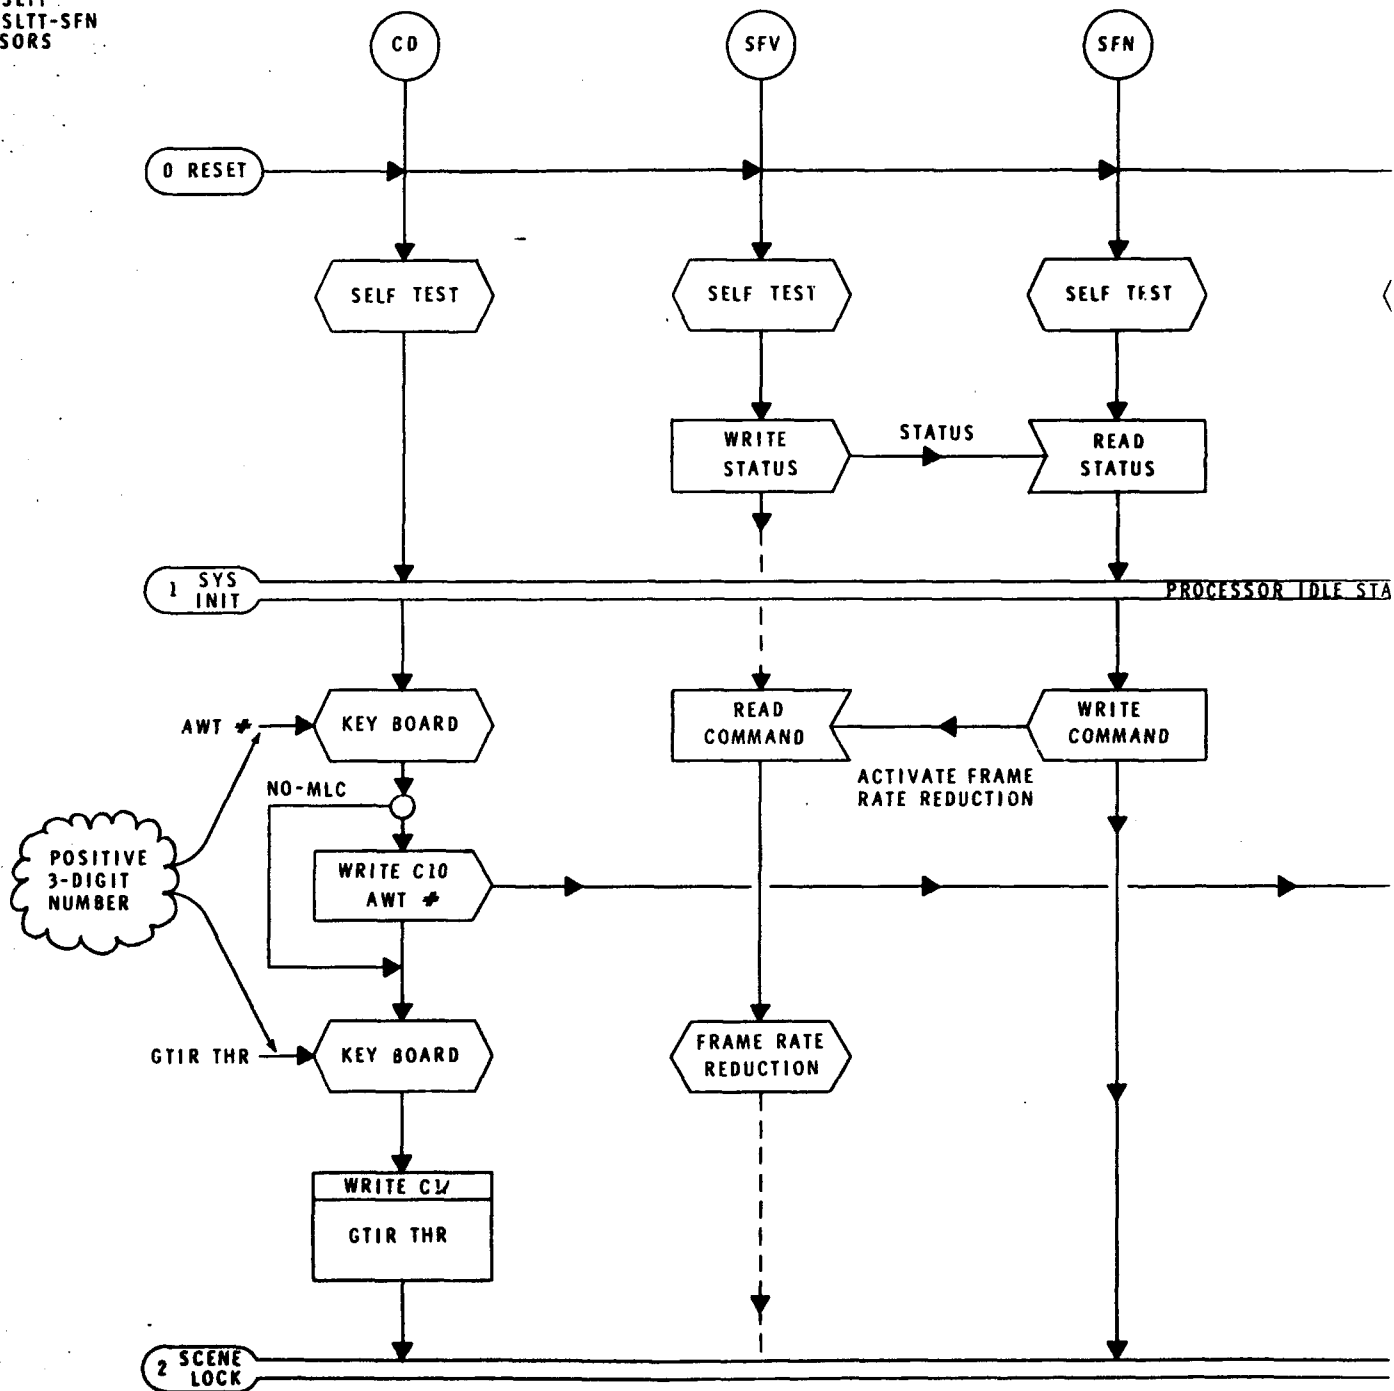 SLTT-SFN
SORS
CD
SFV
SFN
0 RESET
SELF TEST
SELF TEST
SELF TEST
WRITE
STATUS
STATUS
READ
STATUS
1 SYS
INIT
PROCESSOR IDLE STA
AWT #
KEY BOARD
READ
COMMAND
WRITE
COMMAND
ACTIVATE FRAME
RATE REDUCTION
NO-MLC
POSITIVE
3-DIGIT
NUMBER
WRITE C10
AWT #
GTIR THR
KEY BOARD
FRAME RATE
REDUCTION
WRITE
GTIR THR
2 SCENE
LOCK